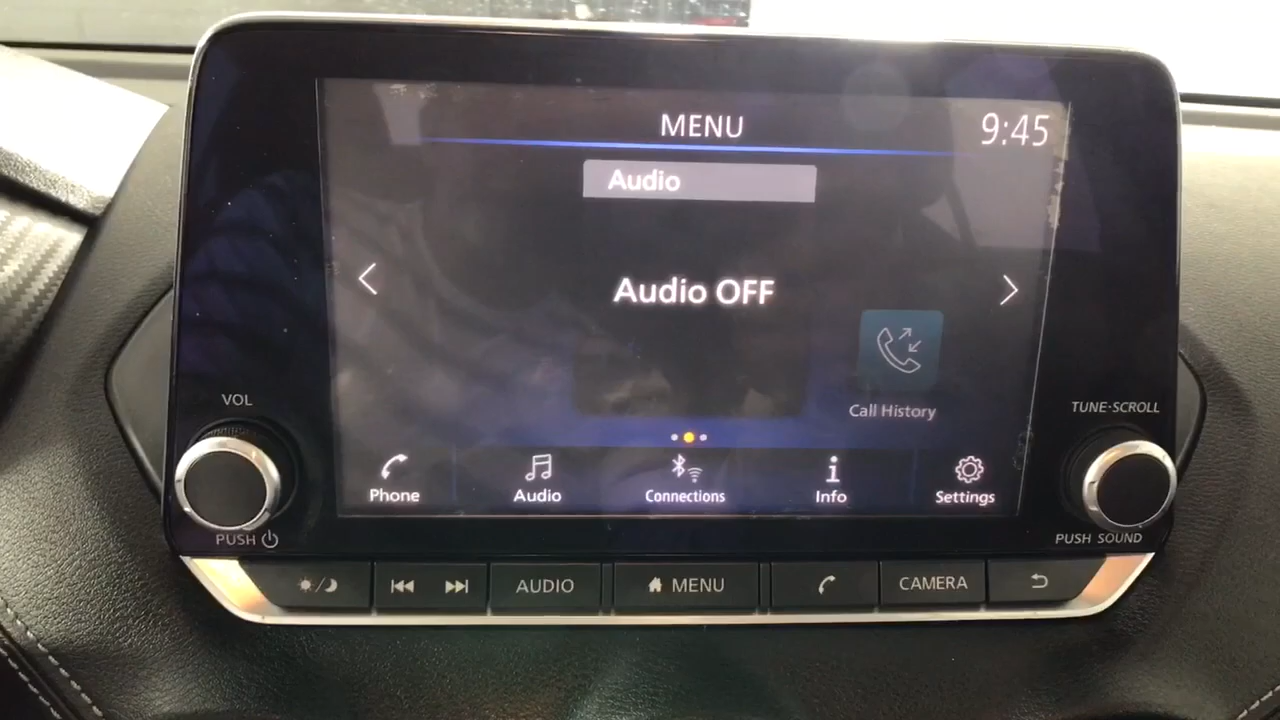 MENU
9:45
Audio
Audio OFF
Call History
VOL
TUNE·SCROLL
Phone
Audio
Connections
Info
Settings
PUSH
PUSH SOUND
AUDIO
MENU
CAMERA